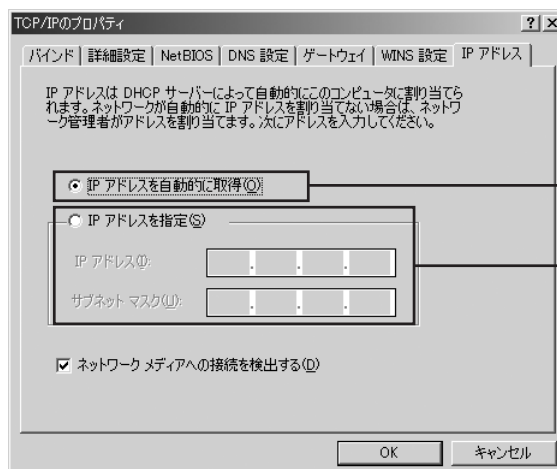 TCP/IPのプロパティ
バインド 詳細設定 NetBIOS DNS 設定 ゲートウェイ WINS 設定 IP アドレス
IP アドレスは DHCP サーバーによって自動的にこのコンピュータに割り当てら
れます。ネットワークが自動的に IP アドレスを割り当てない場合は、ネットワ
ーク管理者がアドレスを割り当てます。次にアドレスを入力してください。
IP アドレスを自動的に取得(O)
IP アドレスを指定(S)
IP アドレス(I):
サブネット マスク(U):
ネットワーク メディアへの接続を検出する(D)
OK キャンセル